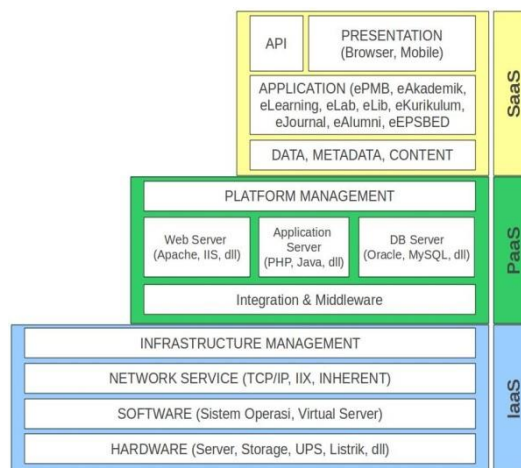 API
PRESENTATION
(Browser, Mobile)
SaaS
APPLICATION (ePMB, eAkademik,
eLearning, eLab, eLib, eKurikulum,
eJournal, eAlumni, eEPSBED)
DATA, METADATA, CONTENT
PLATFORM MANAGEMENT
PaaS
Web Server
(Apache, IIS, dll)
Application
Server
(PHP, Java, dll)
DB Server
(Oracle, MySQL, dll)
Integration & Middleware
INFRASTRUCTURE MANAGEMENT
IaaS
NETWORK SERVICE (TCP/IP, IIX, INHERENT)
SOFTWARE (Sistem Operasi, Virtual Server)
HARDWARE (Server, Storage, UPS, Listrik, dll)